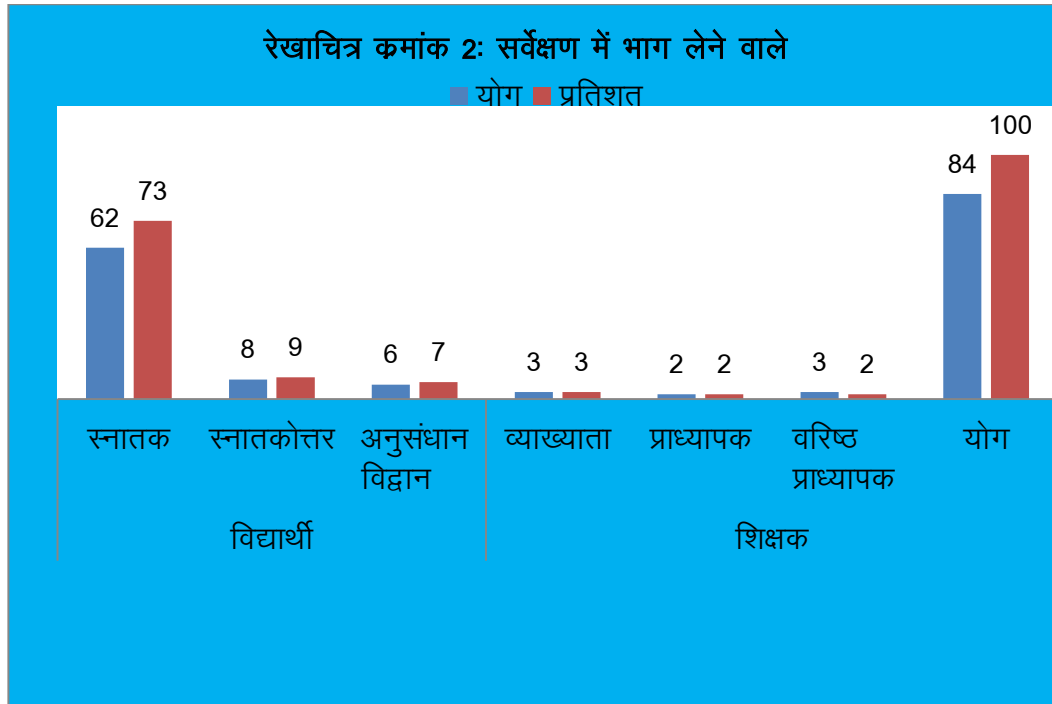 रेखाचित्र क्रमांक 2: सर्वेक्षण में भाग लेने वाले
योग प्रतिशत
62 73 8 9 6 7 3 3 2 2 3 2 84 100
स्नातक स्नातकोत्तर अनुसंधान विद्वान व्याख्याता प्राध्यापक वरिष्ठ प्राध्यापक योग
विद्यार्थी शिक्षक